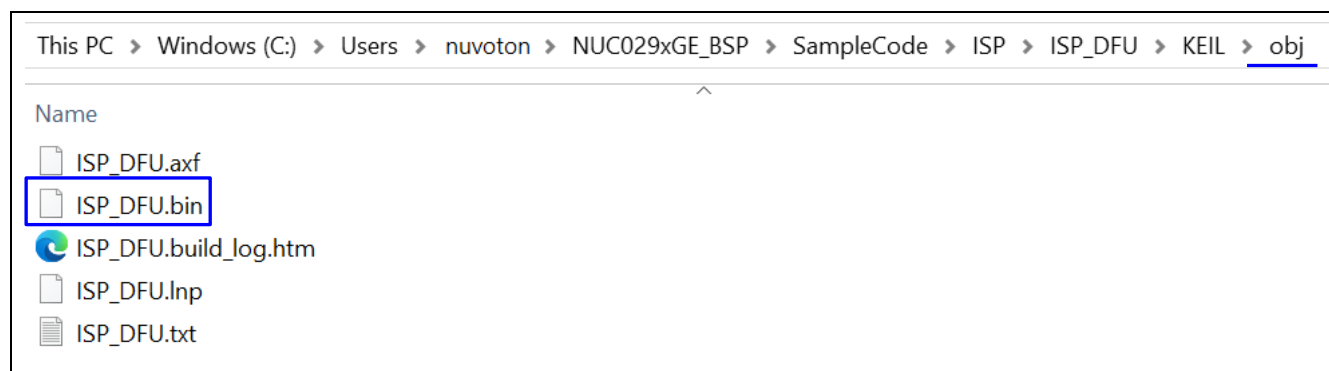 This PC > Windows (C:) > Users > nuvoton > NUC029xGE_BSP > SampleCode > ISP > ISP_DFU > KEIL > obj
Name
ISP_DFU.axf
ISP_DFU.bin
ISP_DFU.build_log.htm
ISP_DFU.lnp
ISP_DFU.txt